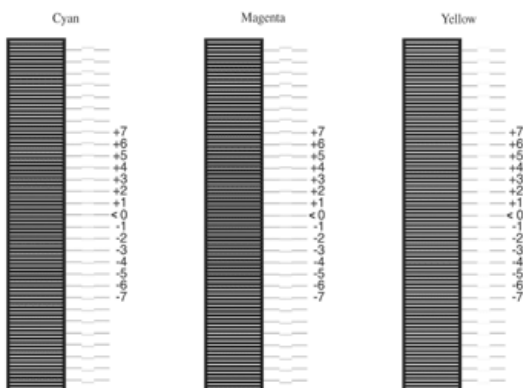 Cyan Magenta Yellow
+7 +7 +7
+6 +6 +6
+5 +5 +5
+4 +4 +4
+3 +3 +3
+2 +2 +2
+1 +1 +1
<0 <0 <0
-1 -1 -1
-2 -2 -2
-3 -3 -3
-4 -4 -4
-5 -5 -5
-6 -6 -6
-7 -7 -7